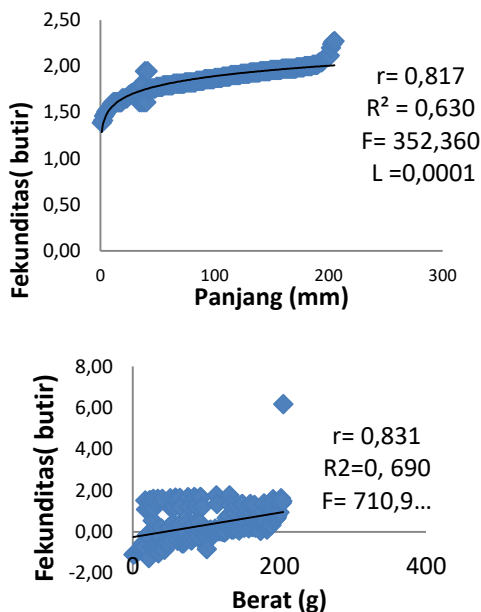 2,50
2,00
1,50
1,00
0,50
0,00
0
100
200
300
Fekunditas( butir)
Panjang (mm)
r= 0,817
R² = 0,630
F= 352,360
L =0,0001
8,00
6,00
4,00
2,00
0,00
-2,00
0
200
400
Fekunditas( butir)
Berat (g)
r= 0,831
R2=0, 690
F= 710,9...